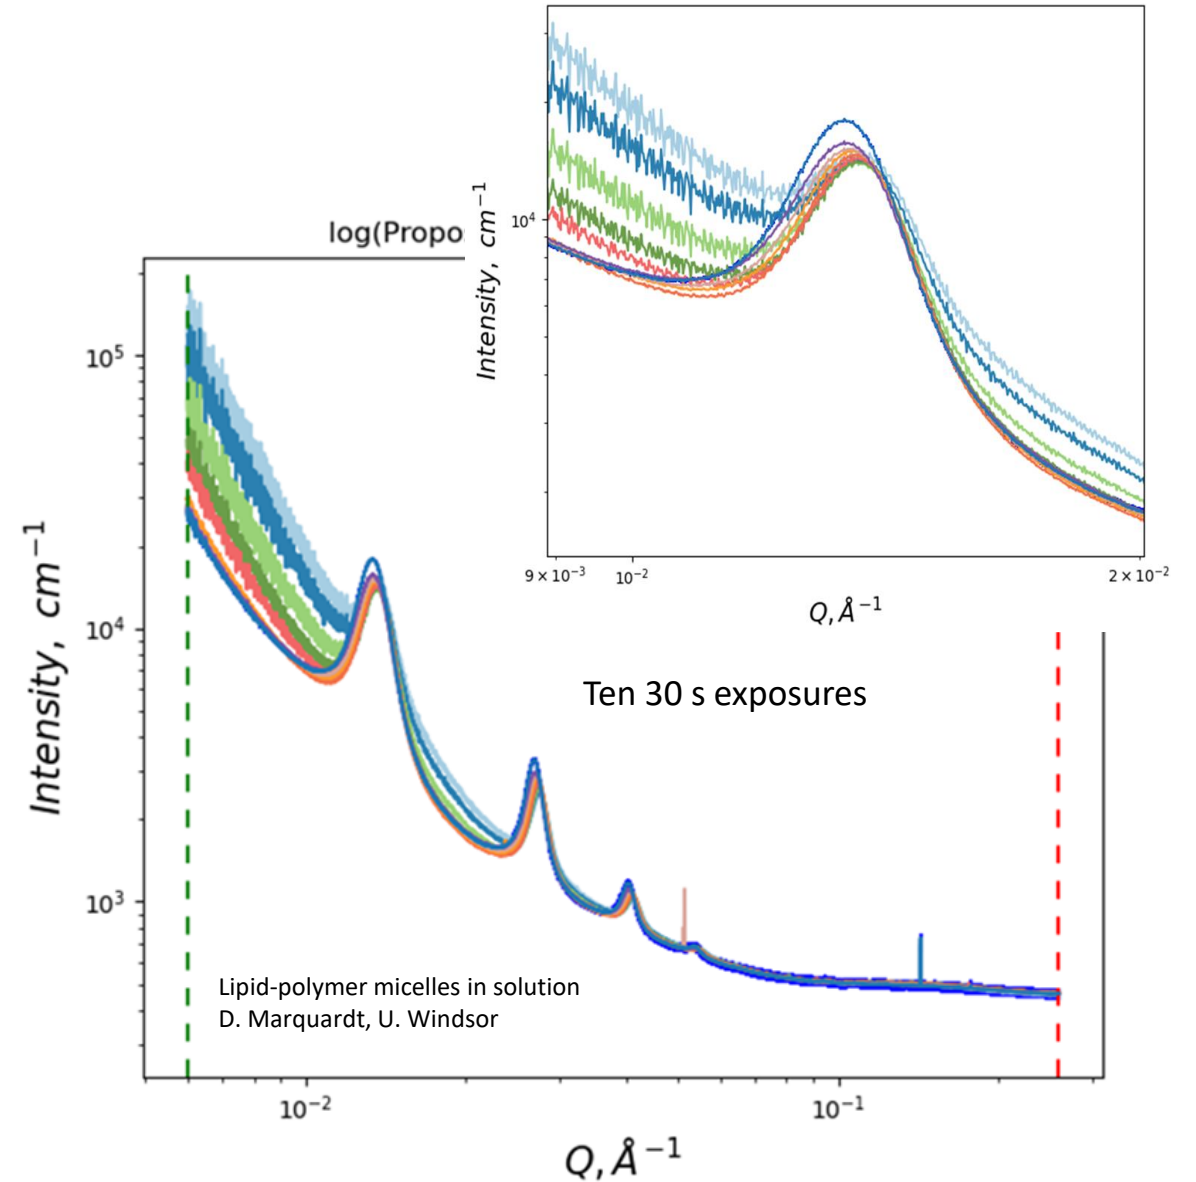 Intensity, cm⁻¹
10⁴
9×10⁻³
10⁻²
2×10⁻²
Q, Å⁻¹
log(Propo
Intensity, cm⁻¹
10⁵
10⁴
10³
Ten 30 s exposures
Lipid-polymer micelles in solution
D. Marquardt, U. Windsor
10⁻²
10⁻¹
Q, Å⁻¹